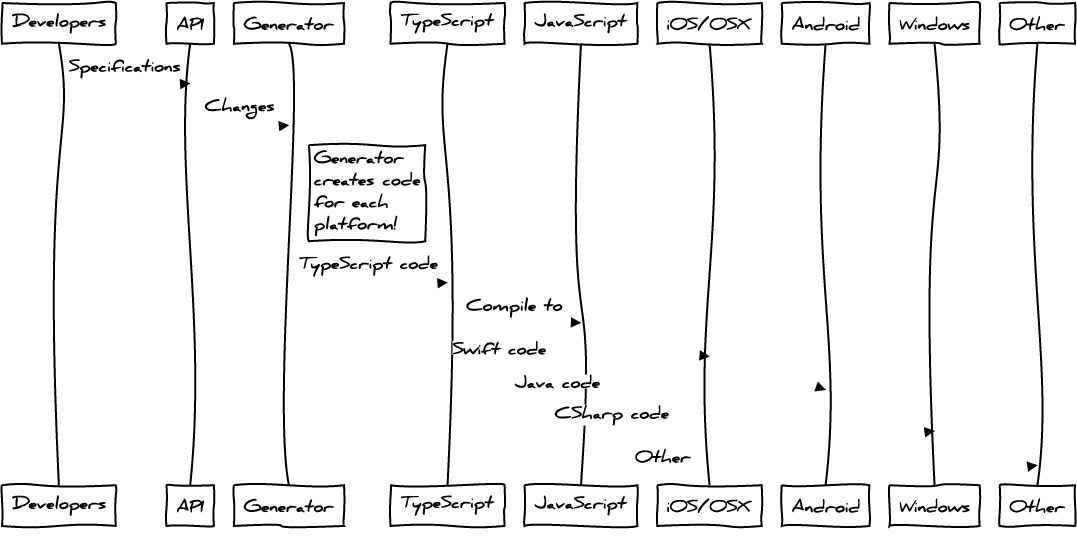 Developers API Generator TypeScript JavaScript iOS/OSX Android Windows Other
Specifications
Changes
Generator
creates code
for each
platform!
TypeScript code
Compile to
Swift code
Java code
CSharp code
Other
Developers API Generator TypeScript JavaScript iOS/OSX Android Windows Other